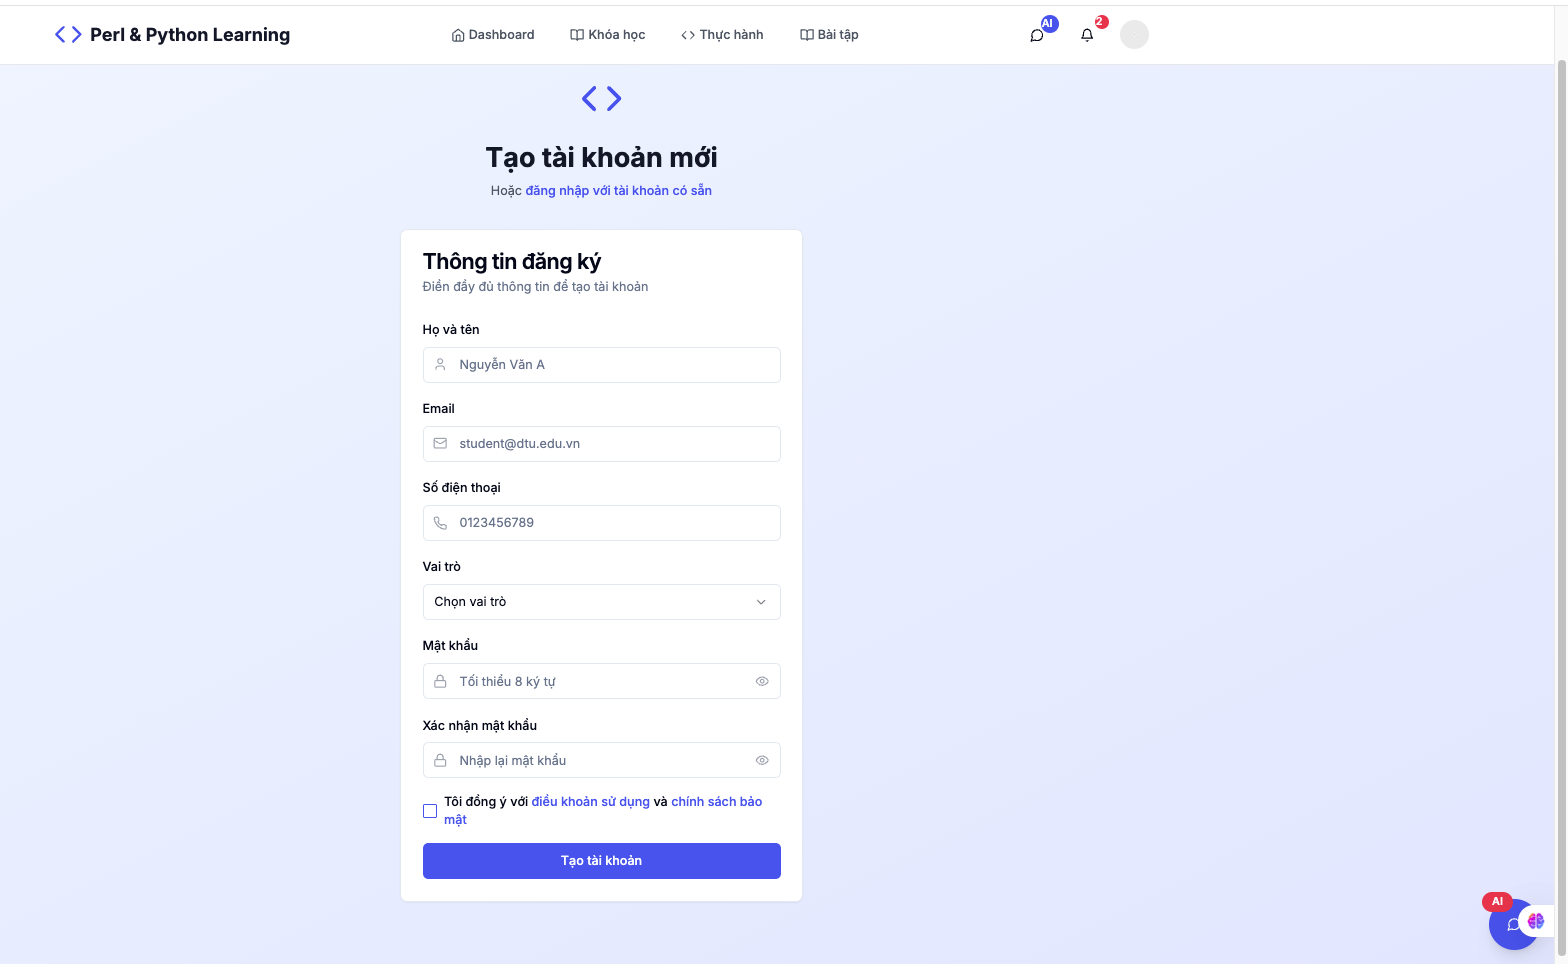 Perl & Python Learning
Dashboard
Khóa học
Thực hành
Bài tập
AI
2
Tạo tài khoản mới
Hoặc đăng nhập với tài khoản có sẵn
Thông tin đăng ký
Điền đầy đủ thông tin để tạo tài khoản
Họ và tên
Nguyễn Văn A
Email
student@dtu.edu.vn
Số điện thoại
0123456789
Vai trò
Chọn vai trò
Mật khẩu
Tối thiểu 8 ký tự
Xác nhận mật khẩu
Nhập lại mật khẩu
Tôi đồng ý với điều khoản sử dụng và chính sách bảo
mật
Tạo tài khoản
AI